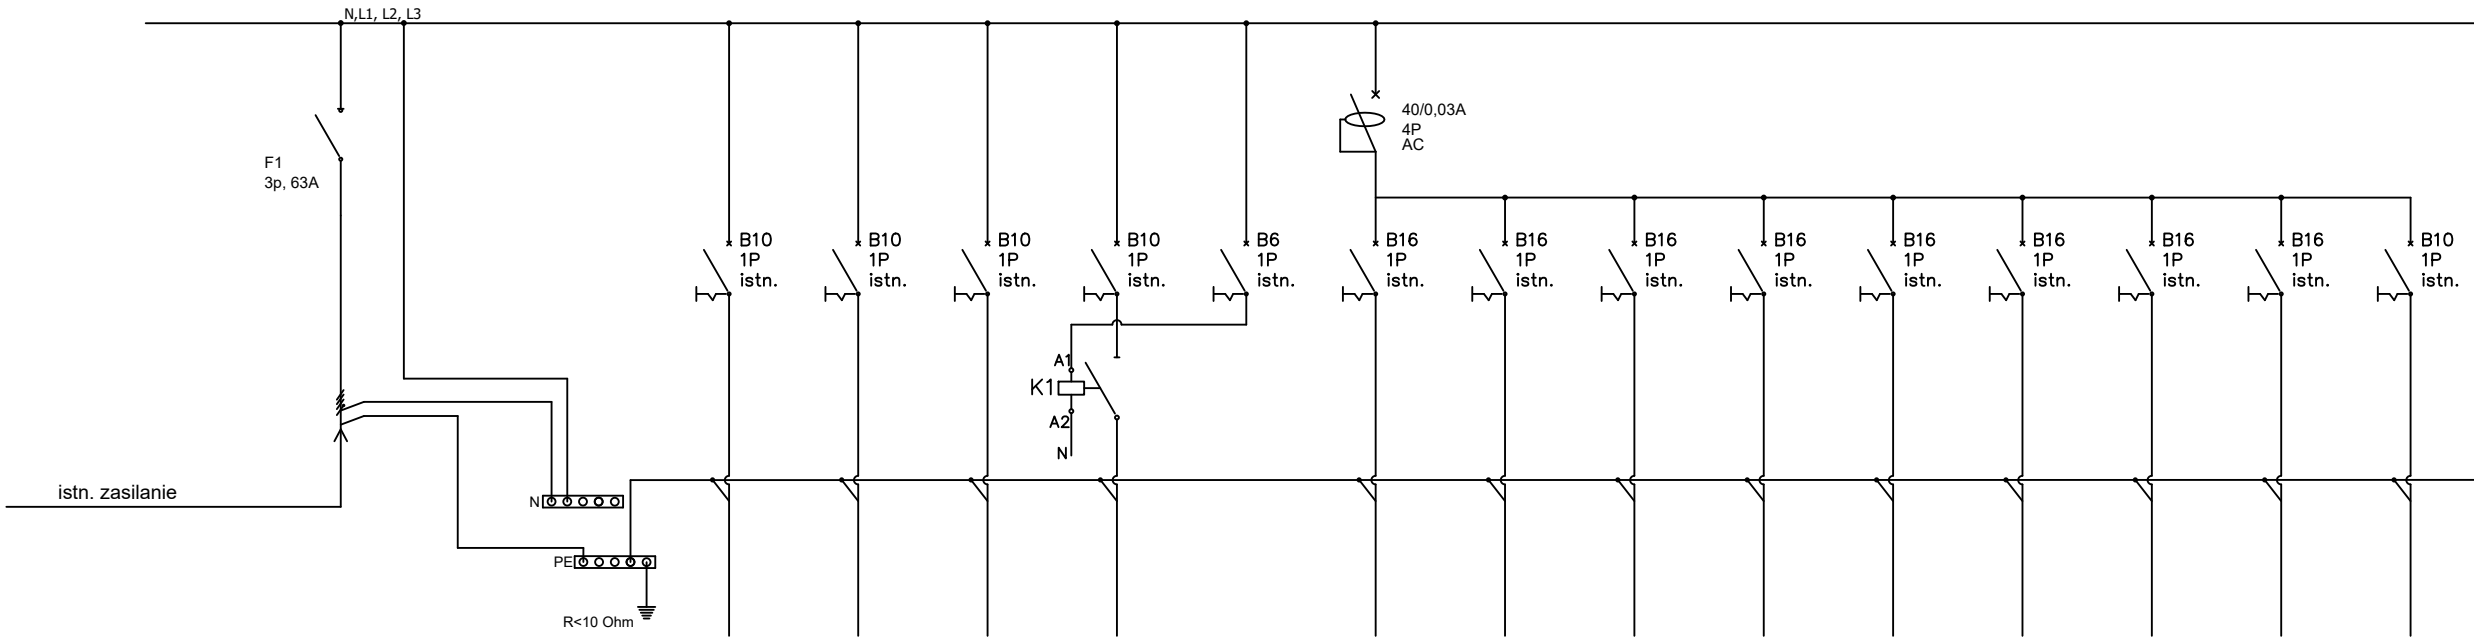 N,L1, L2, L3
40/0,03A
4P
AC
F1
3p, 63A
B10
1P
istn.
B10
1P
istn.
B10
1P
istn.
B10
1P
istn.
B6
1P
istn.
B16
1P
istn.
B16
1P
istn.
B16
1P
istn.
B16
1P
istn.
B16
1P
istn.
B16
1P
istn.
B16
1P
istn.
B16
1P
istn.
B10
1P
istn.
A1
K1
A2
N
istn. zasilanie
N
PE
R<10 Ohm